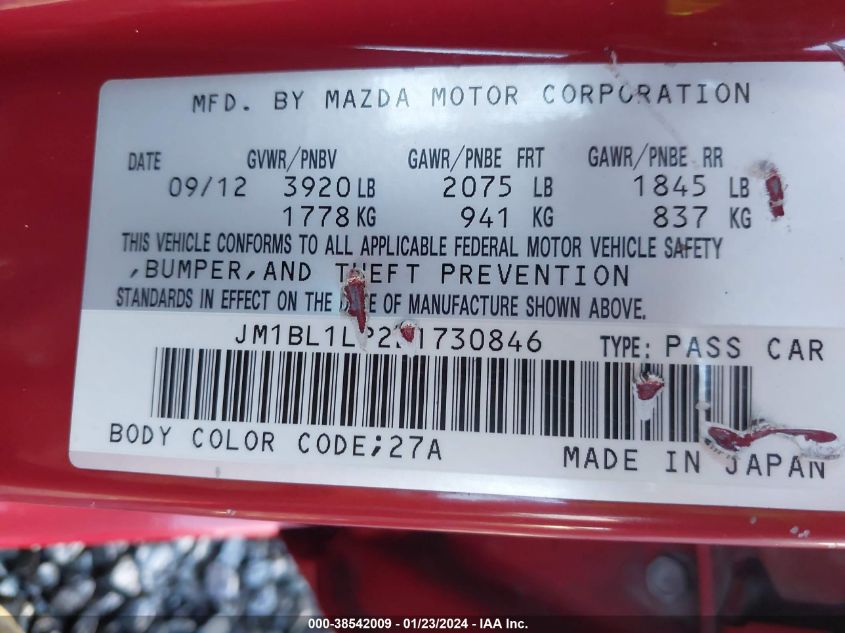 MFD. BY MAZDA MOTOR CORPORATION
DATE GVWR/PNBV GAWR/PNBE FRT GAWR/PNBE RR
09/12 3920 LB 2075 LB 1845 LB
1778 KG 941 KG 837 KG
THIS VEHICLE CONFORMS TO ALL APPLICABLE FEDERAL MOTOR VEHICLE SAFETY
,BUMPER,AND THEFT PREVENTION
STANDARDS IN EFFECT ON THE DATE OF MANUFACTURE SHOWN ABOVE.
TYPE: PASS CAR
BODY COLOR CODE;27A
MADE IN JAPAN
000-38542009 - 01/23/2024 - IAA Inc.